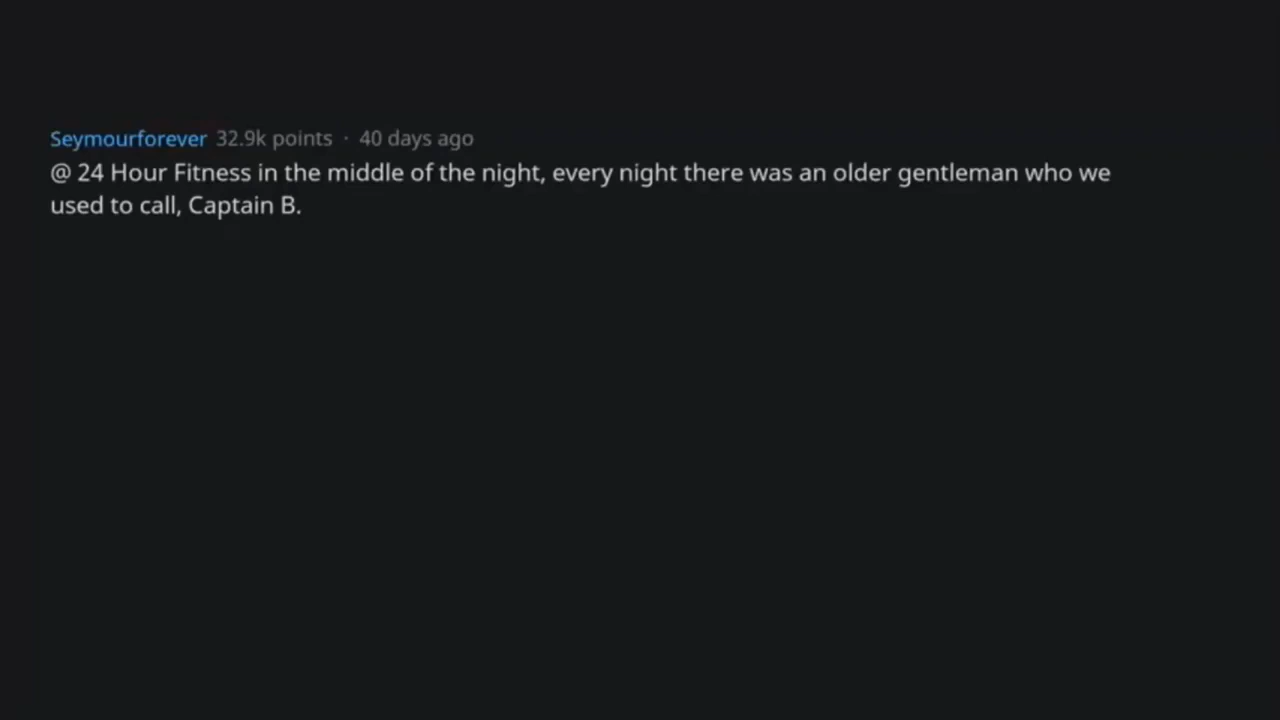 Seymourforever 32.9k points · 40 days ago
@ 24 Hour Fitness in the middle of the night, every night there was an older gentleman who we
used to call, Captain B.